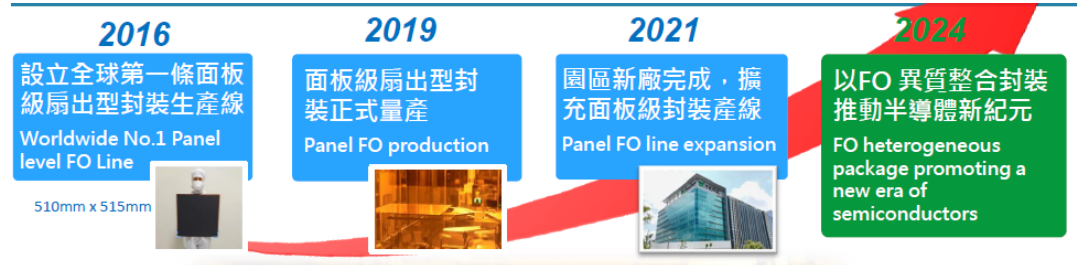 2016
設立全球第一條面板
級扇出型封裝生產線
Worldwide No.1 Panel
level FO Line
510mm x 515mm
2019
面板級扇出型封
裝正式量產
Panel FO production
2021
園區新廠完成，擴
充面板級封裝產線
Panel FO line expansion
2024
以FO 異質整合封裝
推動半導體新紀元
FO heterogeneous
package promoting a
new era of
semiconductors